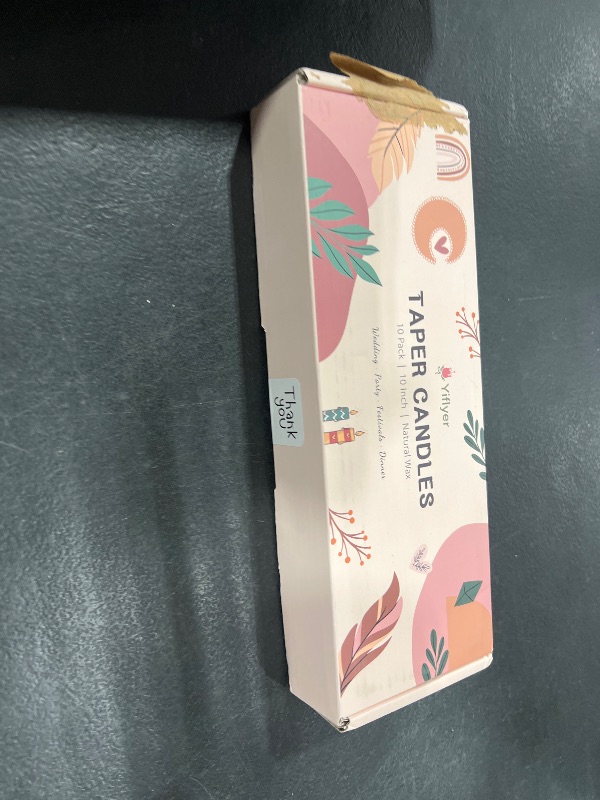 Yiflyer
TAPER CANDLES
10 Pack | 10 Inch | Natural Wax
Wedding · Party · Festivals · Dinner
Thank
you